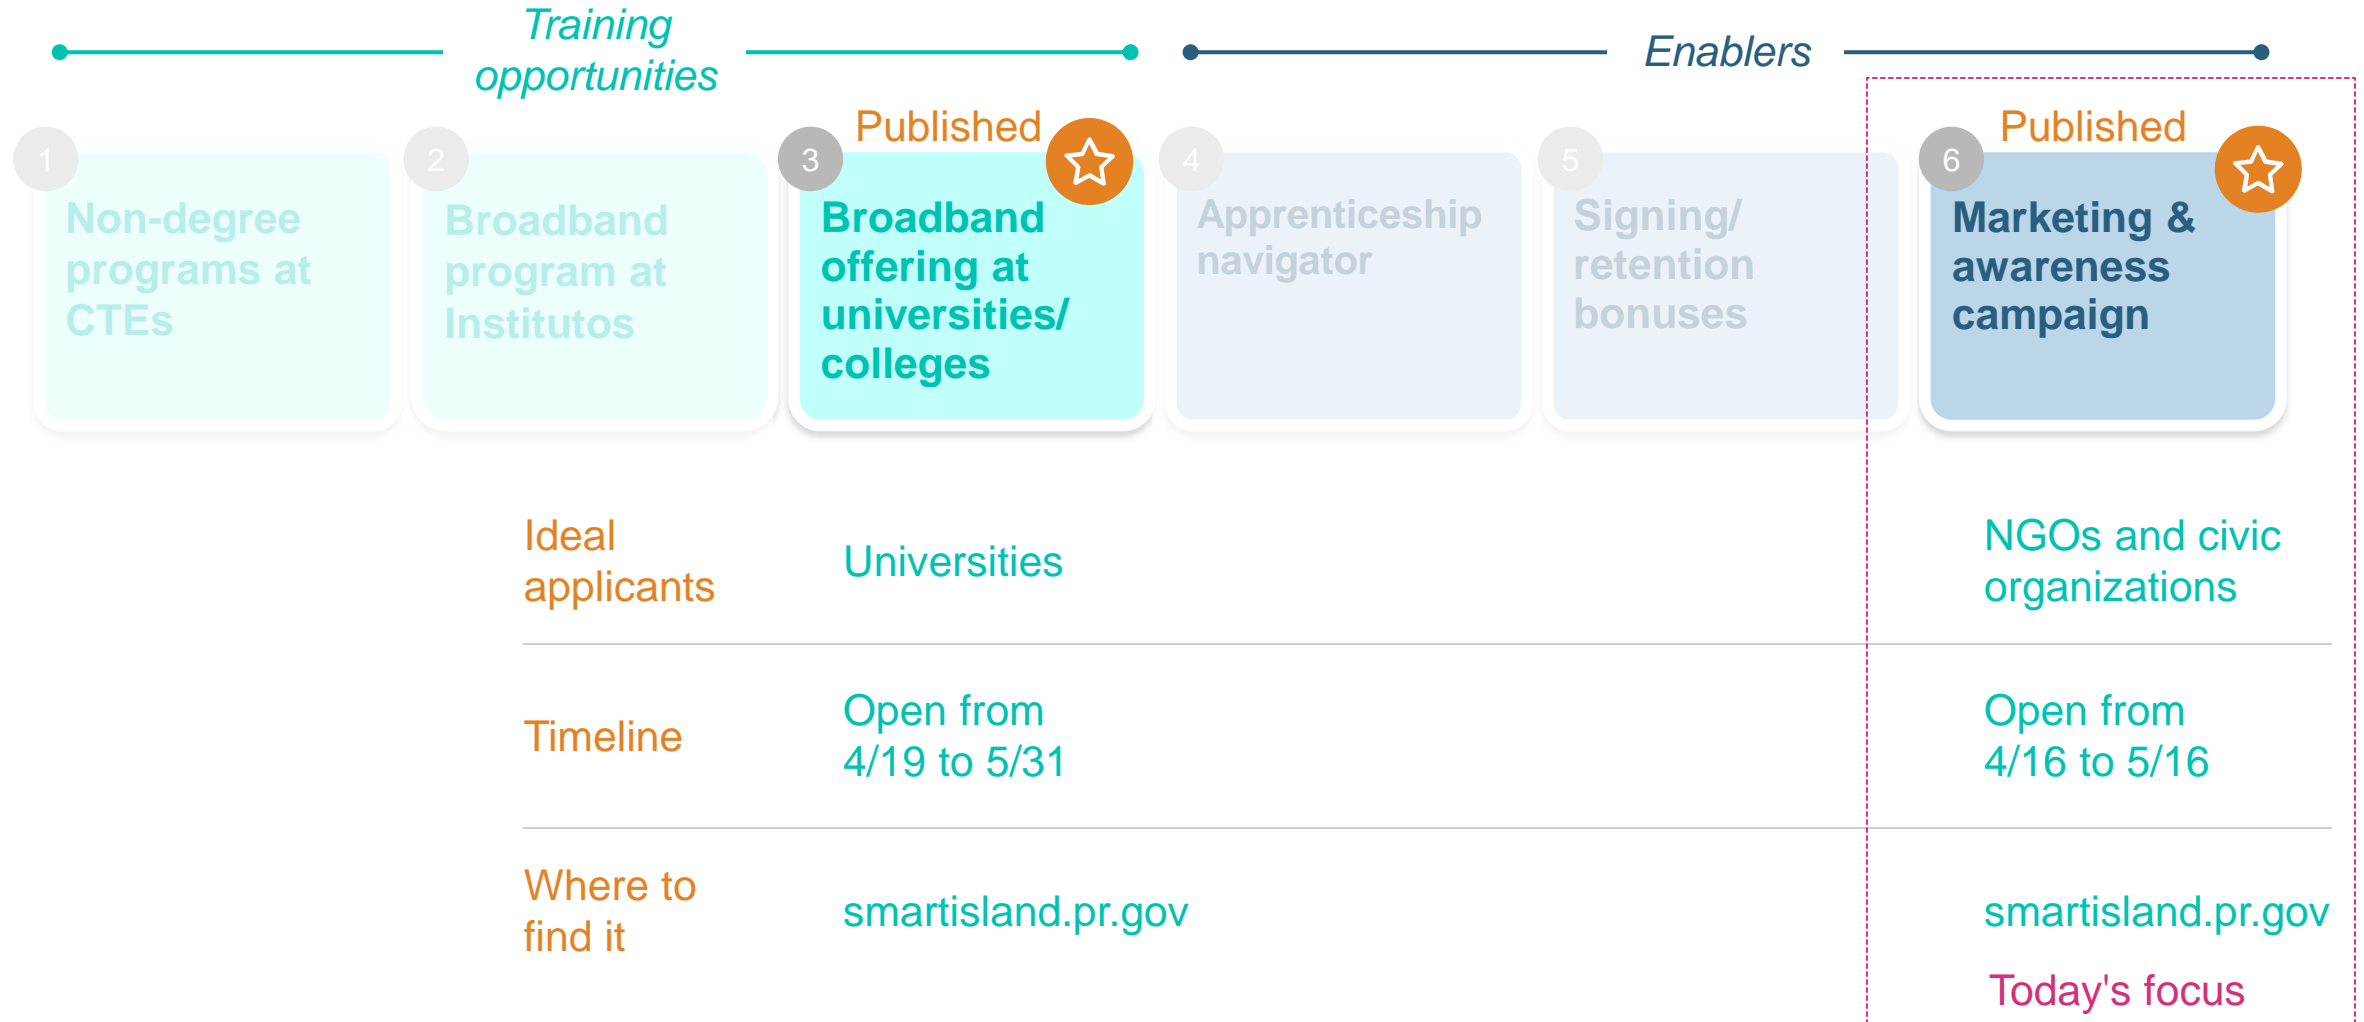 Training
opportunities
Enablers
Published
Published
1
2
3
4
5
6
Non-degree
programs at
CTEs
Broadband
program at
Institutos
Broadband
offering at
universities/
colleges
Apprenticeship
navigator
Signing/
retention
bonuses
Marketing &
awareness
campaign
Ideal
applicants
Universities
NGOs and civic
organizations
Timeline
Open from
4/19 to 5/31
Open from
4/16 to 5/16
Where to
find it
smartisland.pr.gov
smartisland.pr.gov
Today's focus